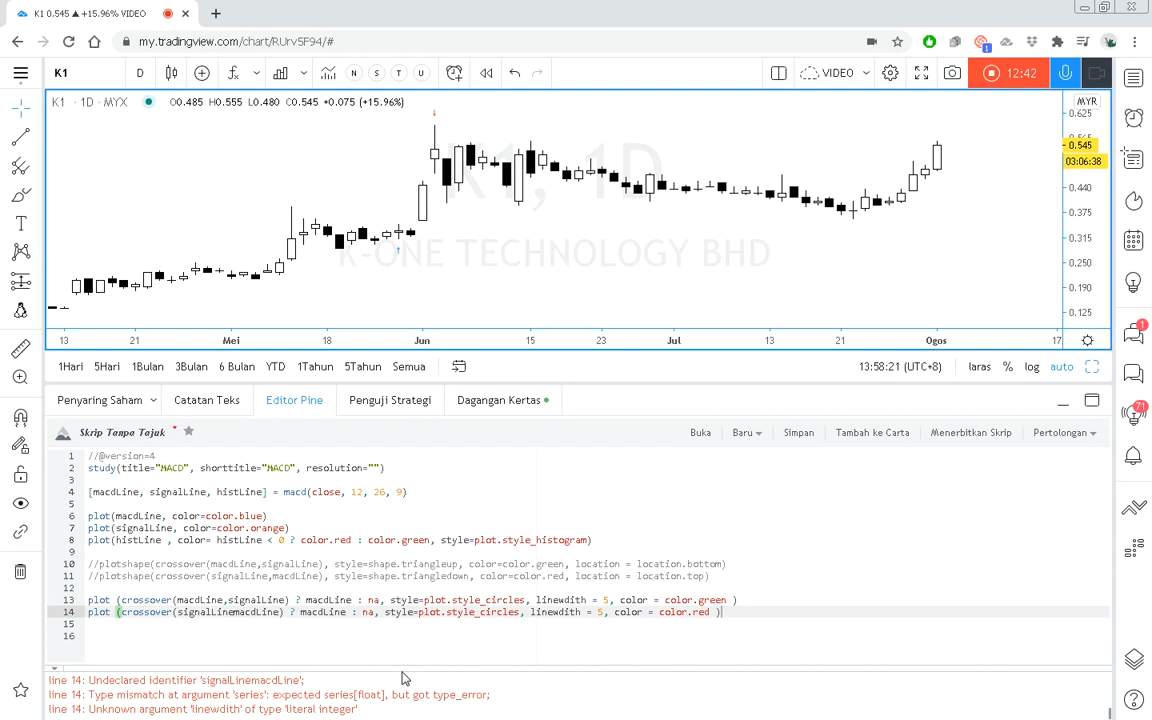 K1 0.545 ▲ +15.96% VIDEO
my.tradingview.com/chart/RUrv5F94/#
1
K1 D N S T U VIDEO 12:42
K1 · 1D · MYX O0.485 H0.555 L0.480 C0.545 +0.075 (+15.96%)
MYR
0.625
0.545
03:06:38
0.440
0.375
0.315
0.250
0.190
0.125
K1, 1D
K-ONE TECHNOLOGY BHD
13 21 Mei 18 Jun 15 23 Jul 13 21 Ogos 17
1Hari 5Hari 1Bulan 3Bulan 6 Bulan YTD 1Tahun 5Tahun Semua 13:58:21 (UTC+8) laras % log auto
Penyaring Saham Catatan Teks Editor Pine Penguji Strategi Dagangan Kertas
Skrip Tanpa Tajuk * Buka Baru Simpan Tambah ke Carta Menerbitkan Skrip Pertolongan
1 //@version=4
2 study(title="MACD", shorttitle="MACD", resolution="")
3
4 [macdLine, signalLine, histLine] = macd(close, 12, 26, 9)
5
6 plot(macdLine, color=color.blue)
7 plot(signalLine, color=color.orange)
8 plot(histLine , color= histLine < 0 ? color.red : color.green, style=plot.style_histogram)
9
10 //plotshape(crossover(macdLine,signalLine), style=shape.triangleup, color=color.green, location = location.bottom)
11 //plotshape(crossover(signalLine,macdLine), style=shape.triangledown, color=color.red, location = location.top)
12
13 plot (crossover(macdLine,signalLine) ? macdLine : na, style=plot.style_circles, linewdith = 5, color = color.green )
14 plot (crossover(signalLinemacdLine) ? macdLine : na, style=plot.style_circles, linewdith = 5, color = color.red )
15
16
line 14: Undeclared identifier 'signalLinemacdLine';
line 14: Type mismatch at argument 'series': expected series[float], but got type_error;
line 14: Unknown argument 'linewdith' of type 'literal integer'
1
71